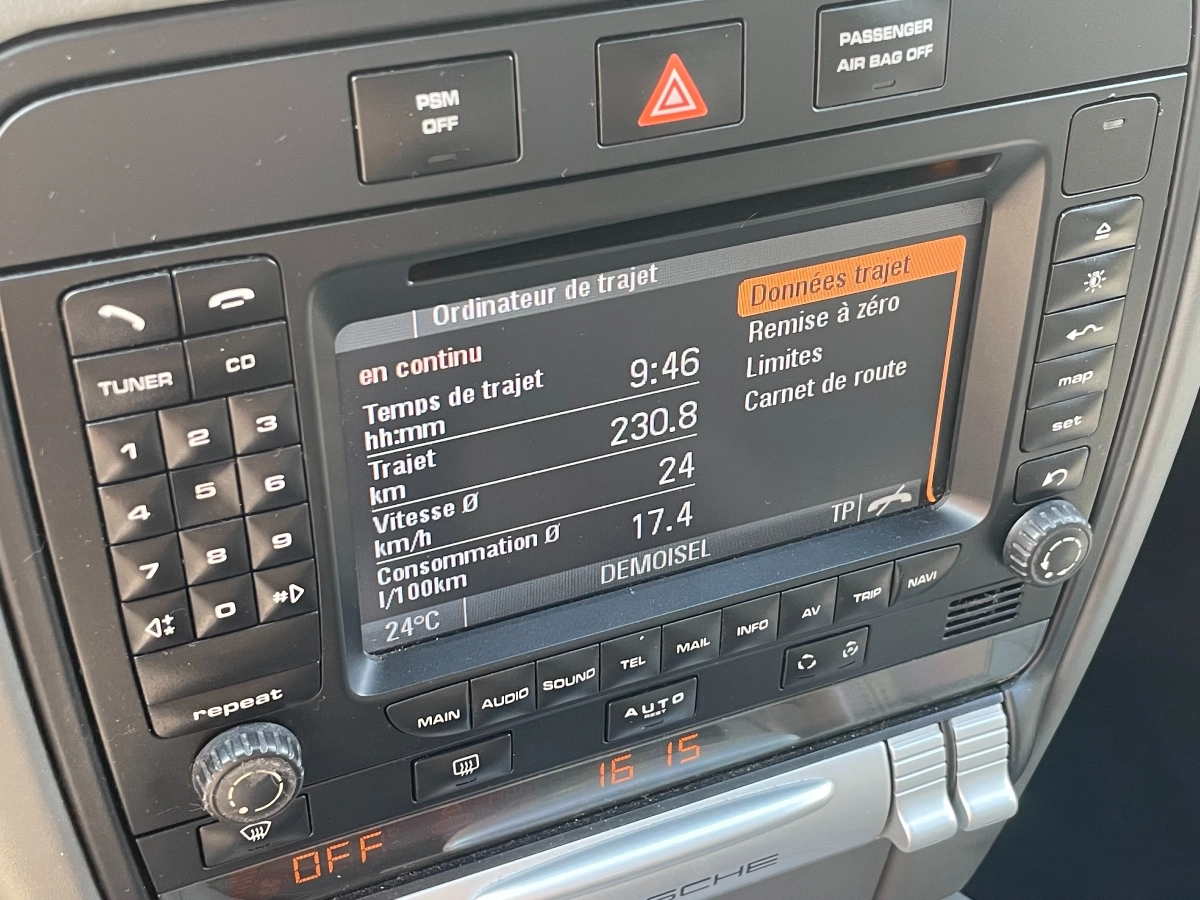 PSM
OFF
PASSENGER
AIR BAG OFF
TUNER
CD
1
2
3
4
5
6
7
8
9
0
#
repeat
Ordinateur de trajet
en continu
Temps de trajet
hh:mm
9:46
Trajet
km
230.8
Vitesse Ø
km/h
24
Consommation Ø
l/100km
17.4
Données trajet
Remise à zéro
Limites
Carnet de route
24°C
DEMOISEL
TP
map
set
MAIN
AUDIO
SOUND
TEL
MAIL
INFO
AV
TRIP
NAVI
AUTO
REST
16 15
OFF
SCHE